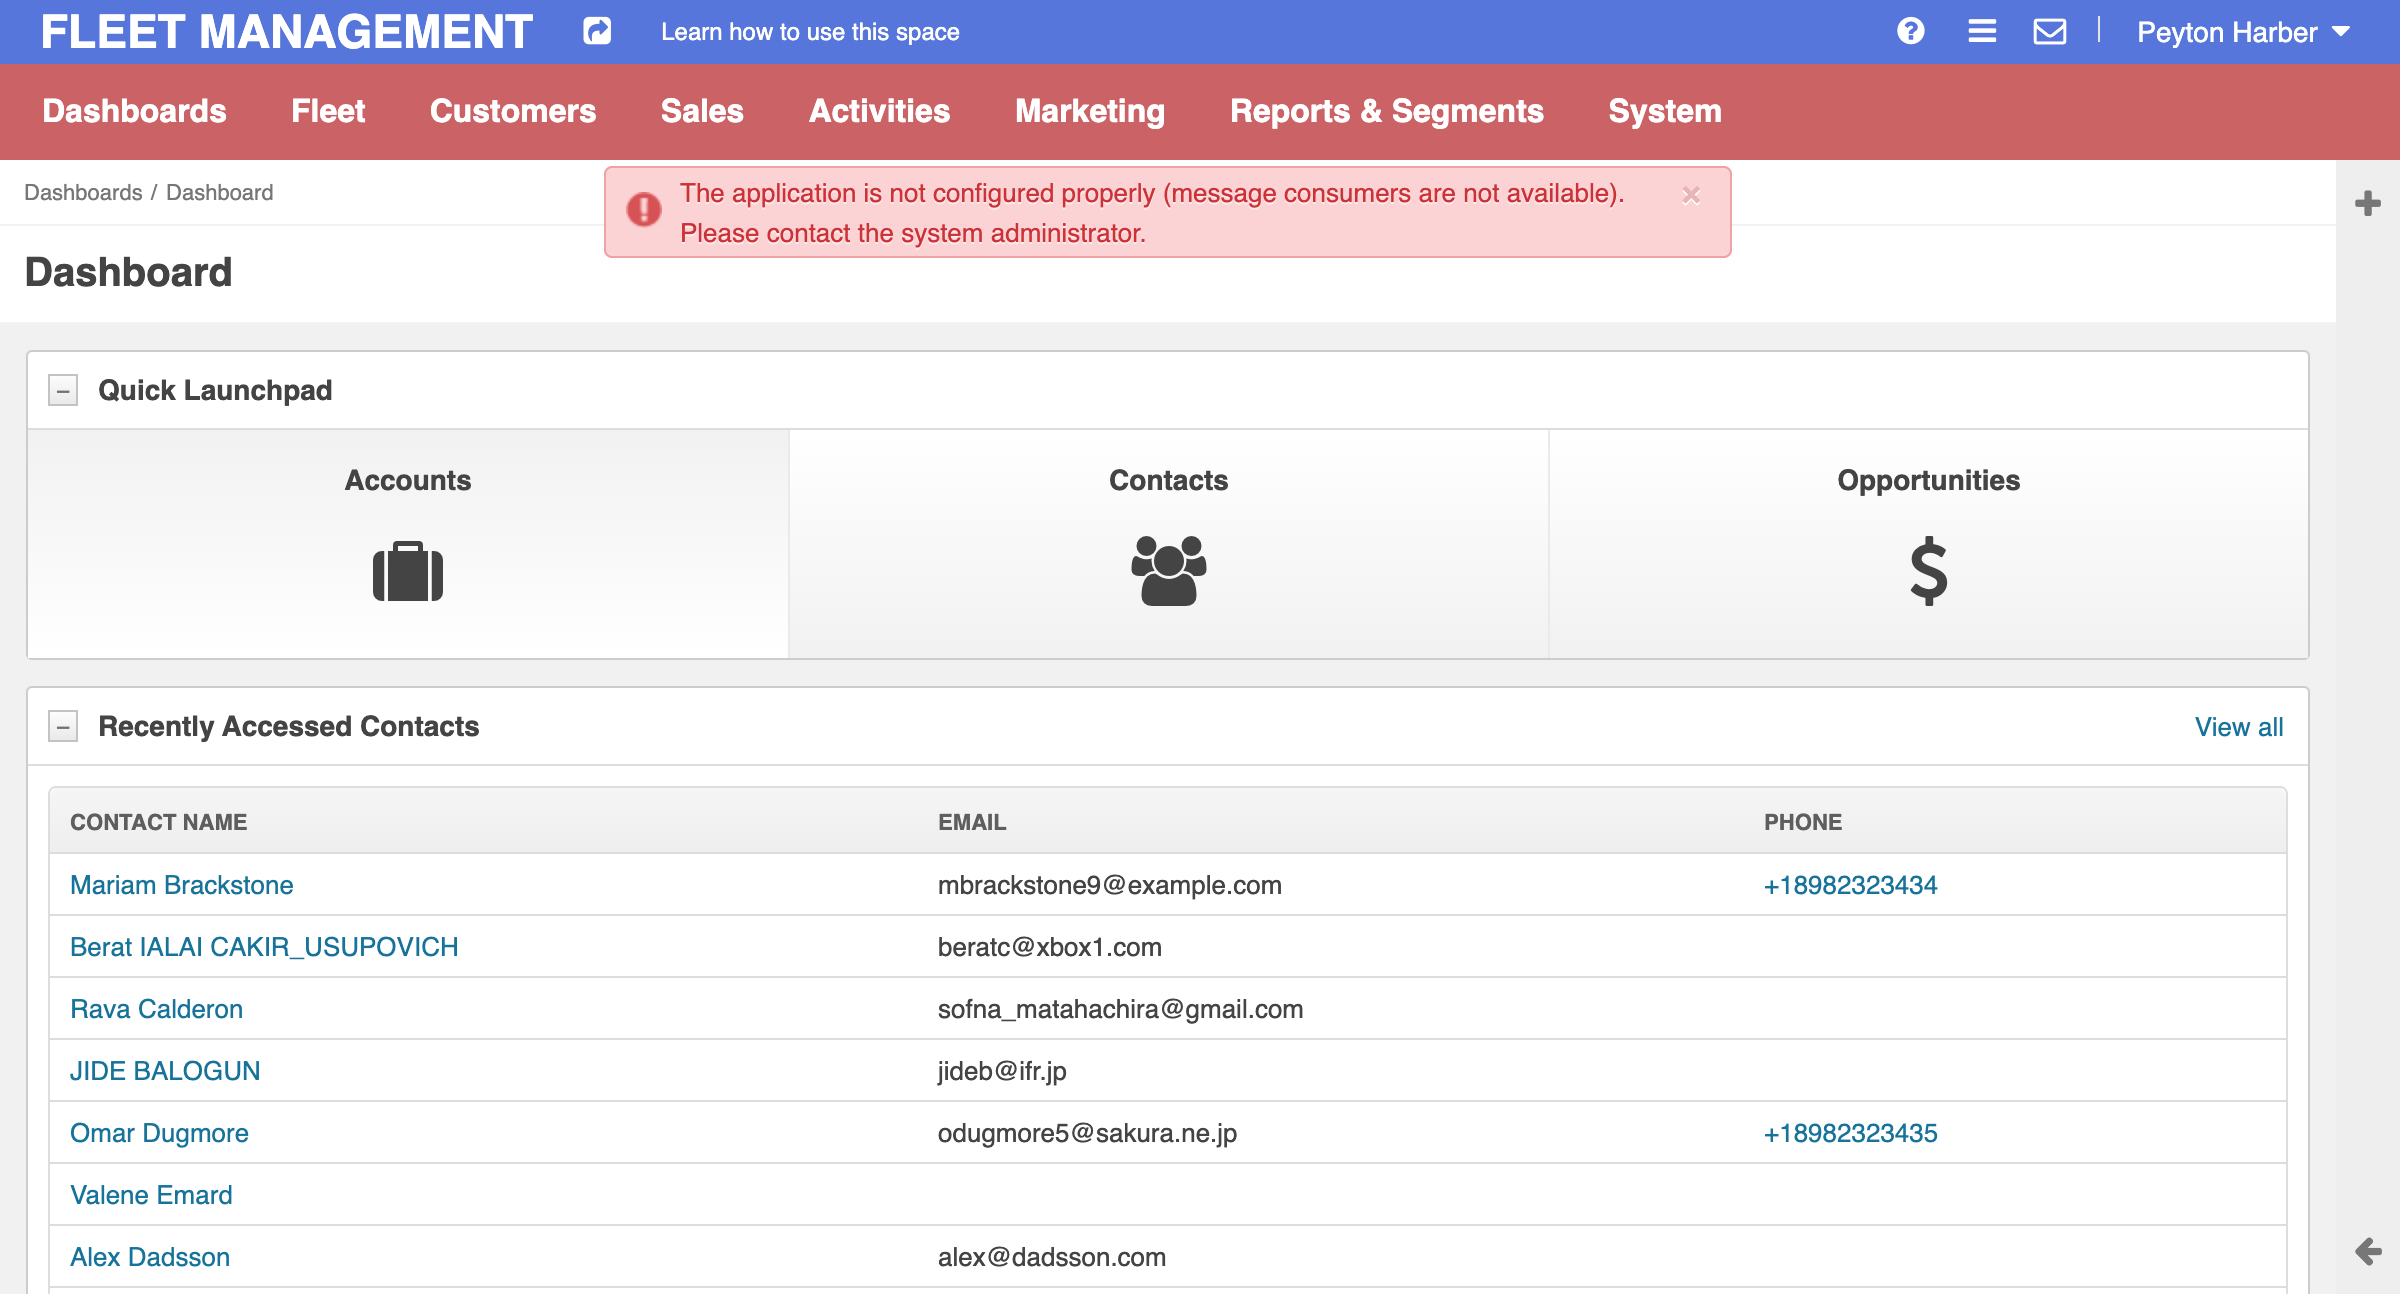 FLEET MANAGEMENT
Learn how to use this space
Peyton Harber
Dashboards Fleet Customers Sales Activities Marketing Reports & Segments System
Dashboards / Dashboard
The application is not configured properly (message consumers are not available).
Please contact the system administrator.
Dashboard
Quick Launchpad
Accounts
Contacts
Opportunities
Recently Accessed Contacts
View all
CONTACT NAME EMAIL PHONE
Mariam Brackstone mbrackstone9@example.com +18982323434
Berat IALAI CAKIR_USUPOVICH beratc@xbox1.com
Rava Calderon sofna_matahachira@gmail.com
JIDE BALOGUN jideb@ifr.jp
Omar Dugmore odugmore5@sakura.ne.jp +18982323435
Valene Emard
Alex Dadsson alex@dadsson.com